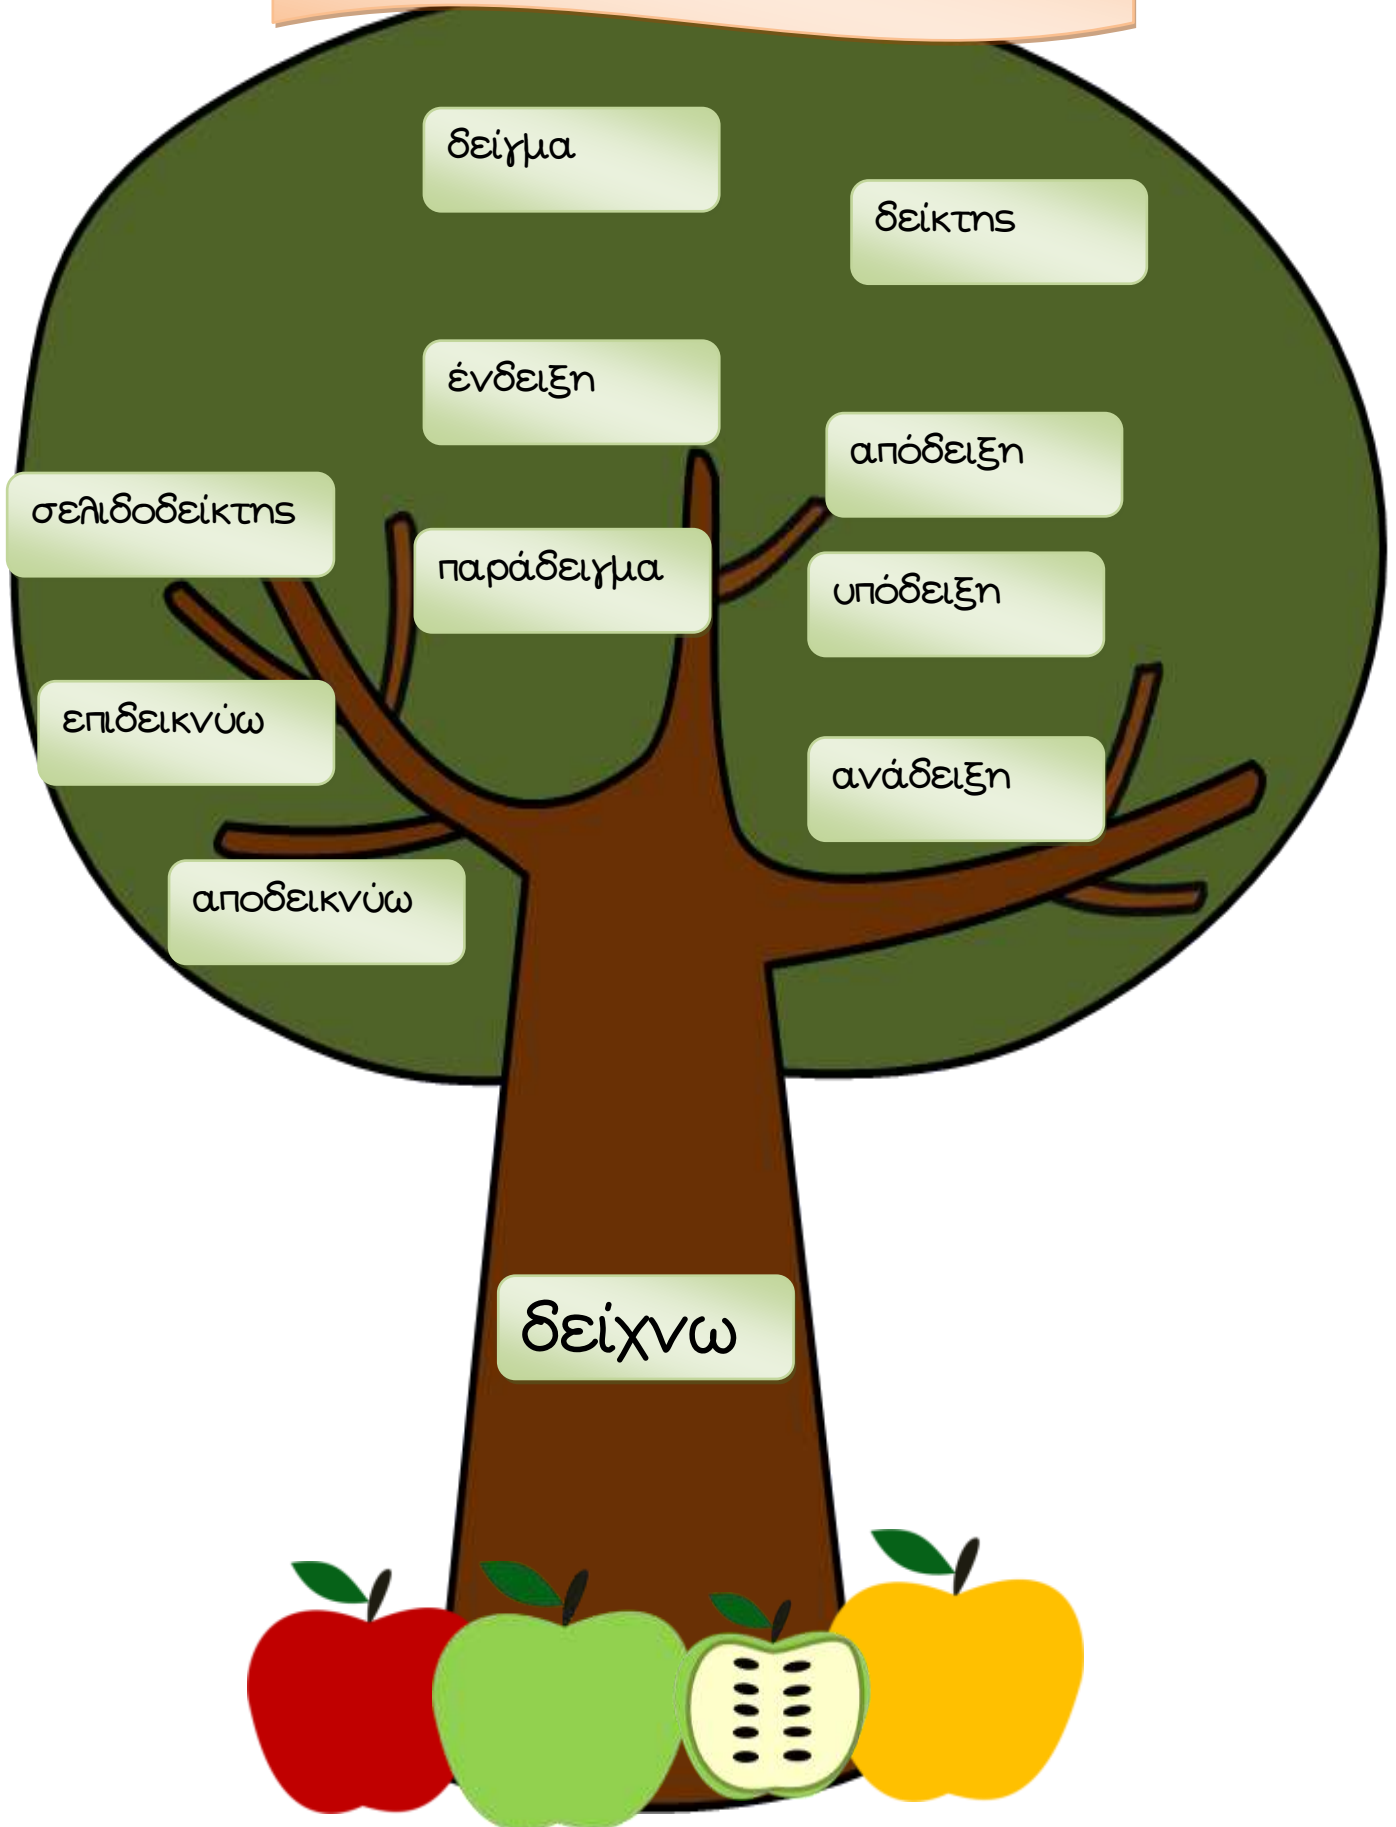 δείγμα
δείκτης
ένδειξη
απόδειξη
σελιδοδείκτης
παράδειγμα
υπόδειξη
επιδεικνύω
ανάδειξη
αποδεικνύω
δείχνω